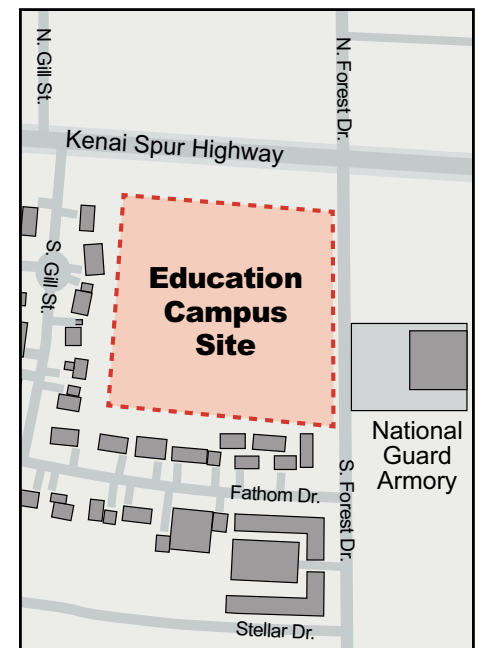 N. Gill St.
N. Forest Dr.
Kenai Spur Highway
S. Gill St.
Education
Campus
Site
National
Guard
Armory
S. Forest Dr.
Fathom Dr.
Stellar Dr.